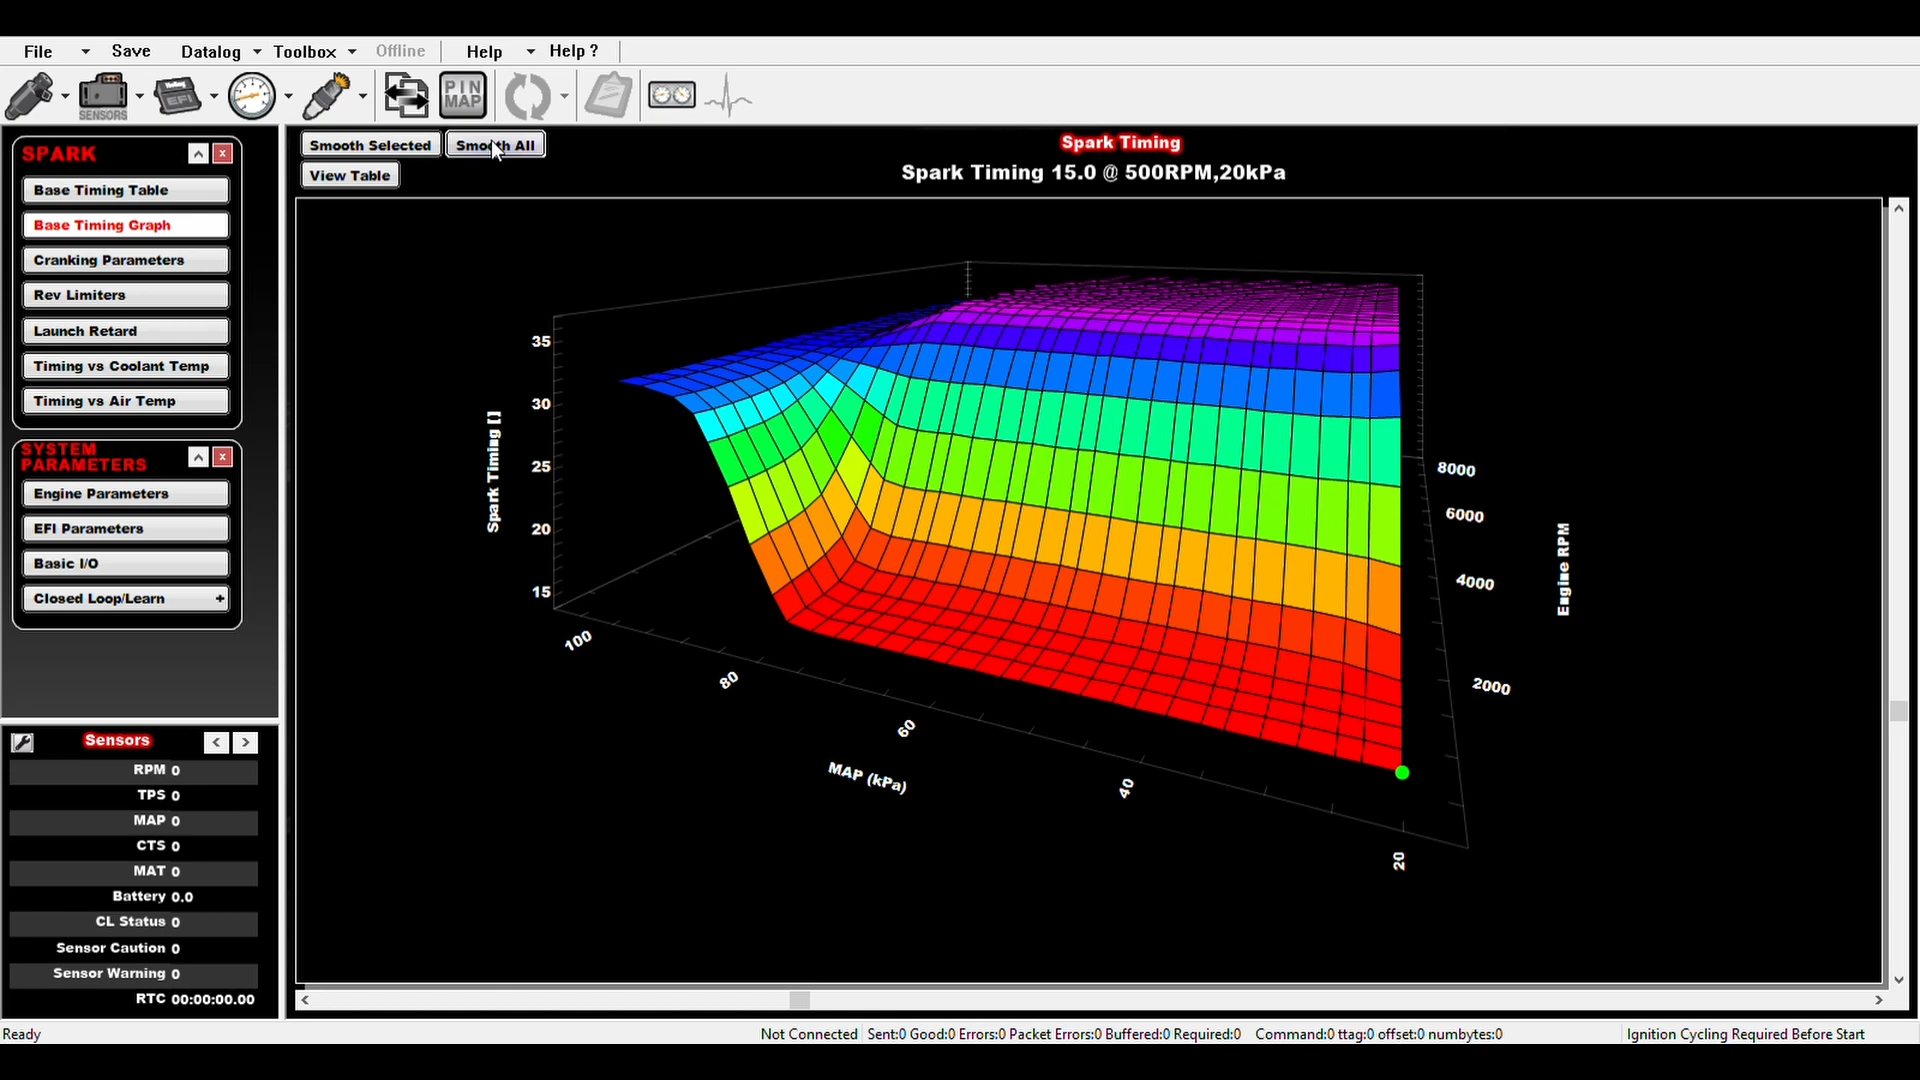 File Save Datalog Toolbox Offline Help Help ?
SENSORS EFI PIN
MAP
SPARK
Base Timing Table
Base Timing Graph
Cranking Parameters
Rev Limiters
Launch Retard
Timing vs Coolant Temp
Timing vs Air Temp
SYSTEM
PARAMETERS
Engine Parameters
EFI Parameters
Basic I/O
Closed Loop/Learn +
Sensors
RPM 0
TPS 0
MAP 0
CTS 0
MAT 0
Battery 0.0
CL Status 0
Sensor Caution 0
Sensor Warning 0
RTC 00:00:00.00
Smooth Selected Smooth All
View Table
Spark Timing
Spark Timing 15.0 @ 500RPM,20kPa
Spark Timing []
35
30
25
20
15
100
80
60
40
20
MAP (kPa)
8000
6000
4000
2000
Engine RPM
Ready Not Connected Sent:0 Good:0 Errors:0 Packet Errors:0 Buffered:0 Required:0 Command:0 ttag:0 offset:0 numbytes:0 Ignition Cycling Required Before Start